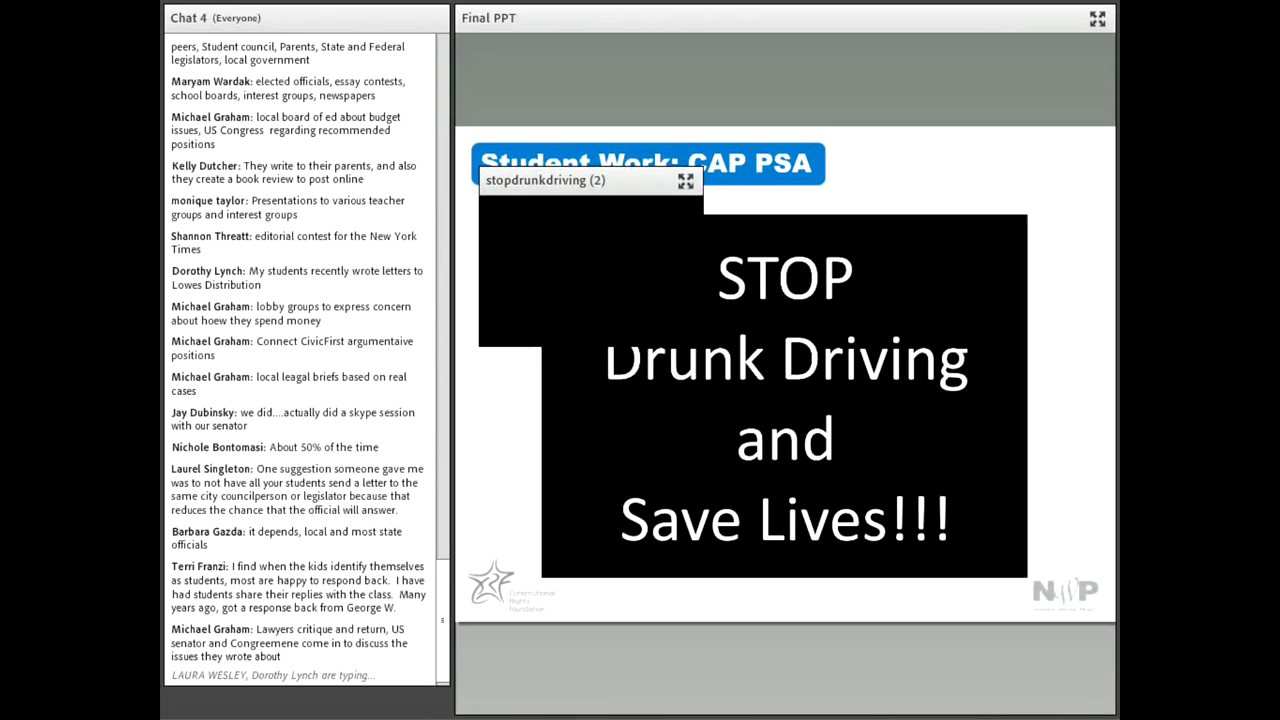 Chat 4 (Everyone)
peers, Student council, Parents, State and Federal
legislators, local government
Maryam Wardak: elected officials, essay contests,
school boards, interest groups, newspapers
Michael Graham: local board of ed about budget
issues, US Congress regarding recommended
positions
Kelly Dutcher: They write to their parents, and also
they create a book review to post online
monique taylor: Presentations to various teacher
groups and interest groups
Shannon Threatt: editorial contest for the New York
Times
Dorothy Lynch: My students recently wrote letters to
Lowes Distribution
Michael Graham: lobby groups to express concern
about hoew they spend money
Michael Graham: Connect CivicFirst argumentaive
positions
Michael Graham: local leagal briefs based on real
cases
Jay Dubinsky: we did....actually did a skype session
with our senator
Nichole Bontomasi: About 50% of the time
Laurel Singleton: One suggestion someone gave me
was to not have all your students send a letter to the
same city councilperson or legislator because that
reduces the chance that the official will answer.
Barbara Gazda: it depends, local and most state
officials
Terri Franzi: I find when the kids identify themselves
as students, most are happy to respond back. I have
had students share their replies with the class. Many
years ago, got a response back from George W.
Michael Graham: Lawyers critique and return, US
senator and Congreemene come in to discuss the
issues they wrote about
LAURA WESLEY, Dorothy Lynch are typing...
Final PPT
Student Work: CAP PSA
stopdrunkdriving (2)
STOP
Drunk Driving
and
Save Lives!!!
Constitutional
Rights
Foundation